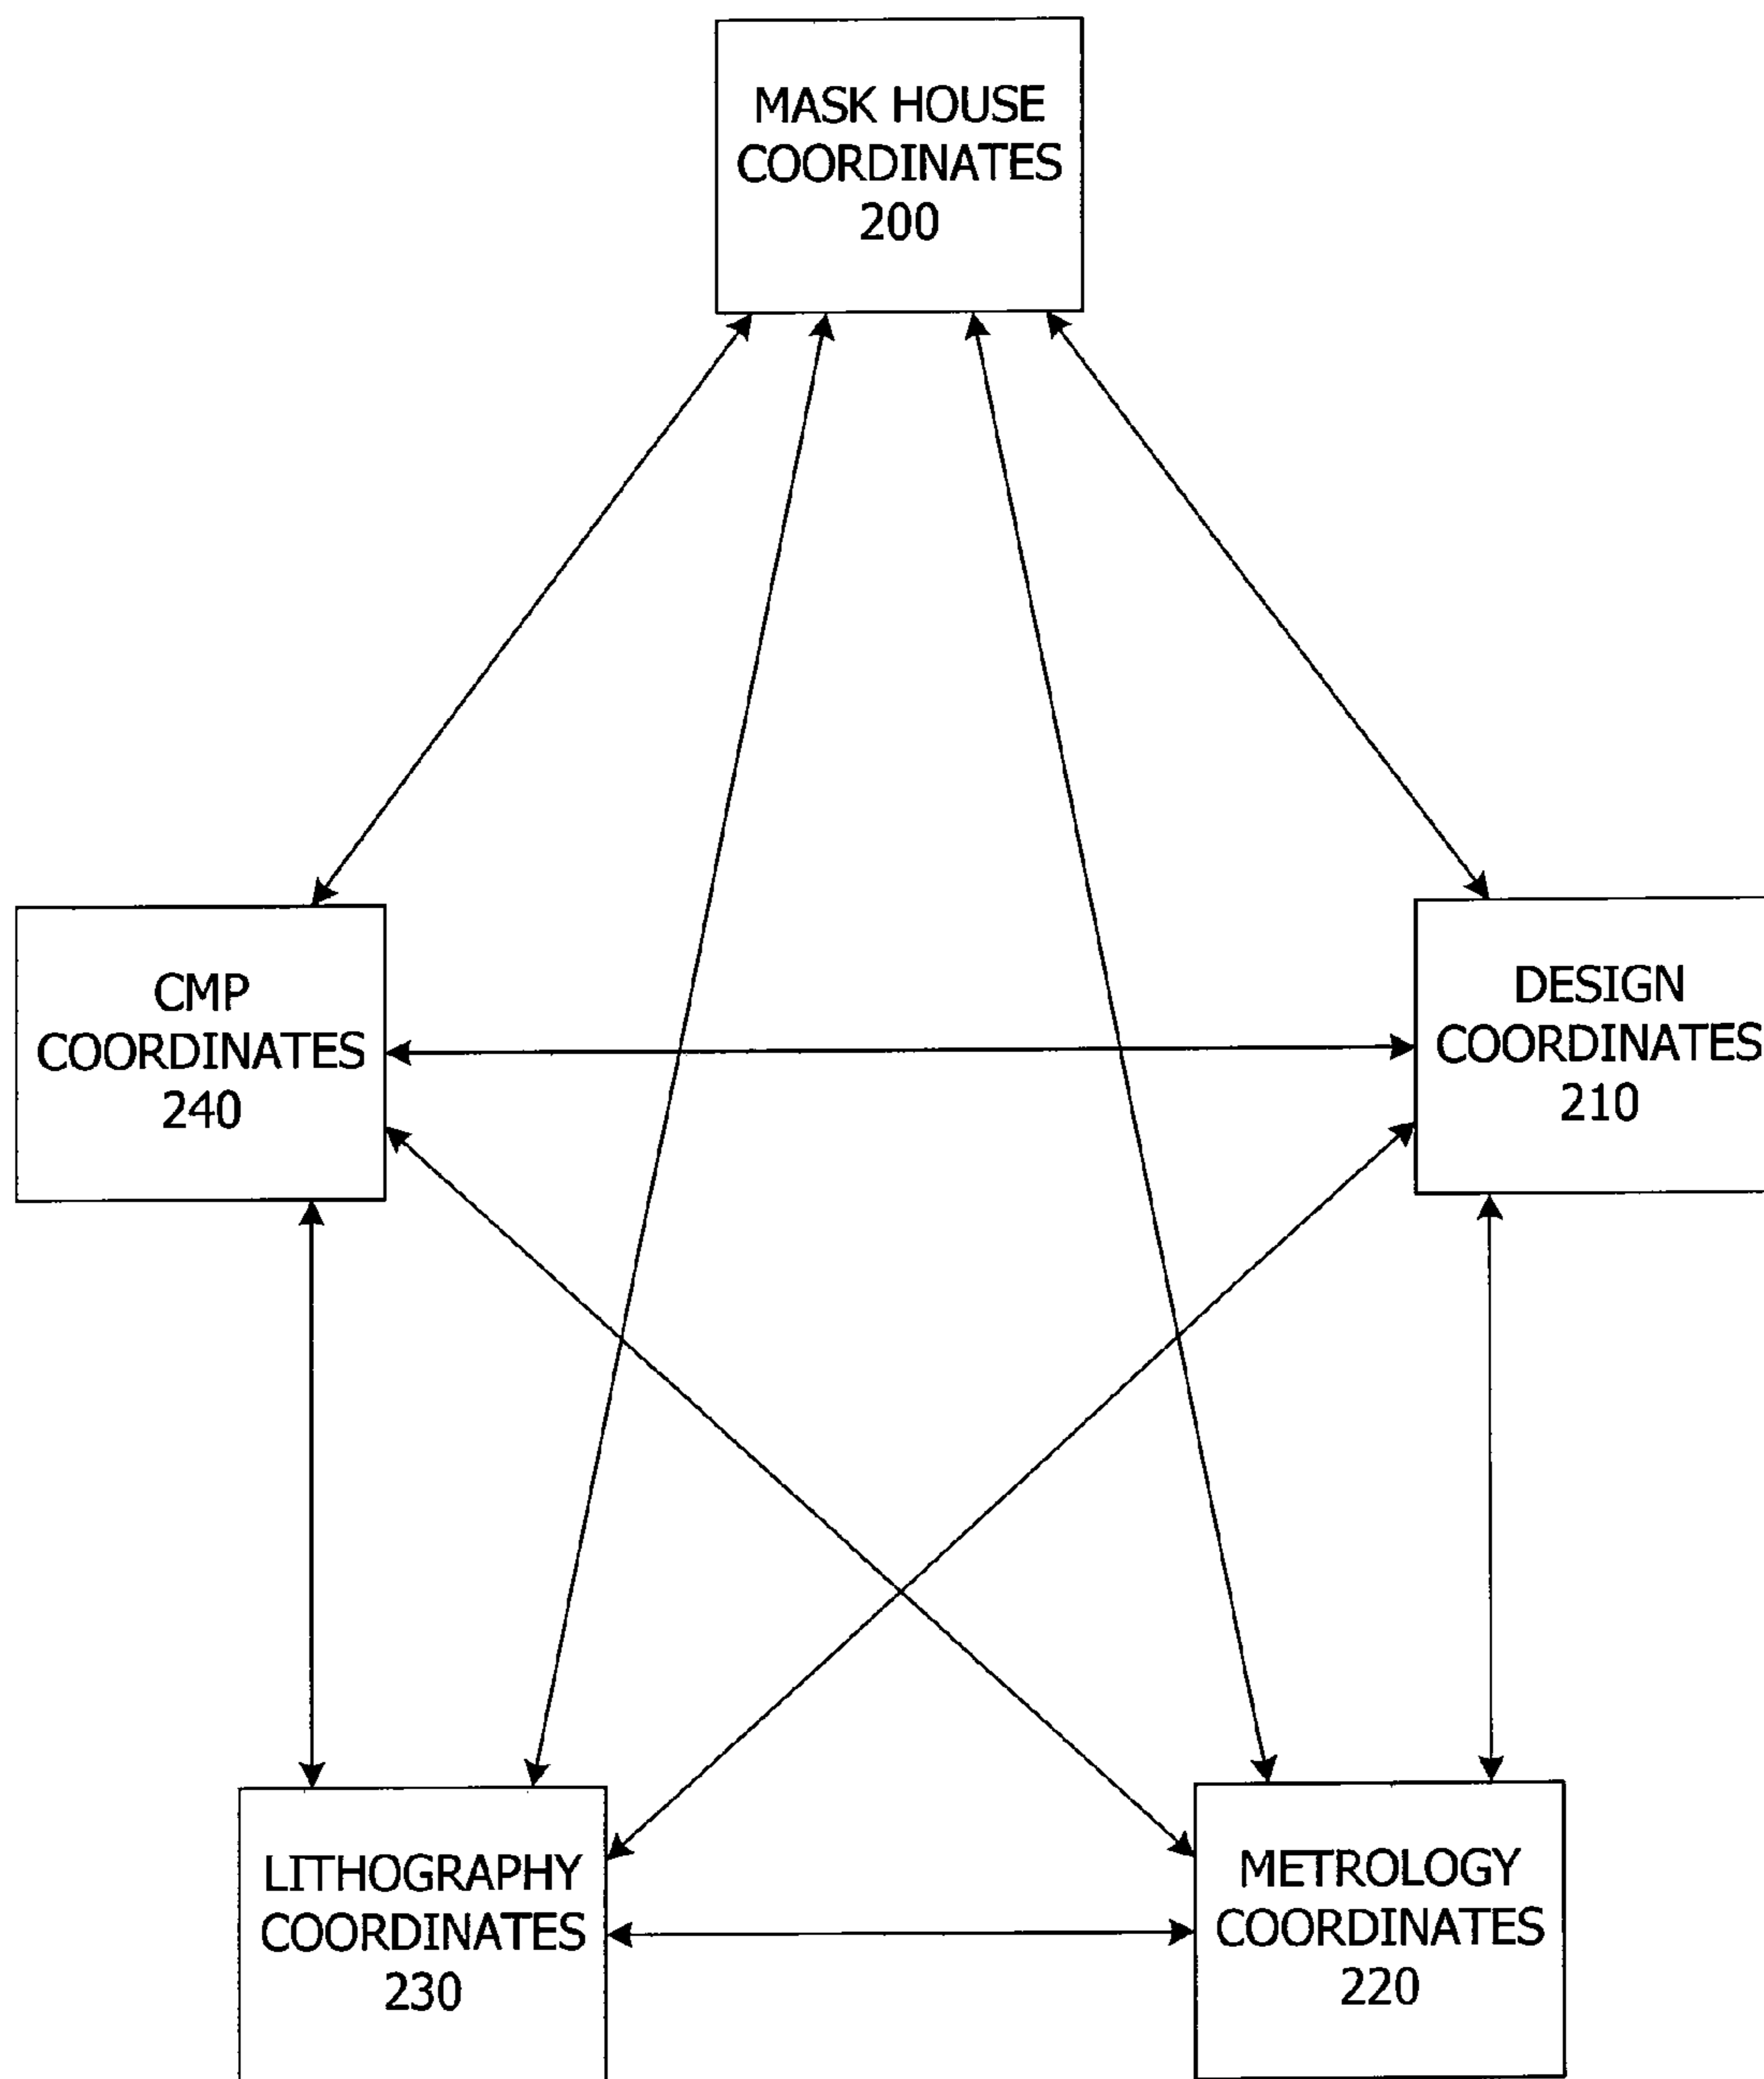 MASK HOUSE
COORDINATES
200
CMP
COORDINATES
240
DESIGN
COORDINATES
210
LITHOGRAPHY
COORDINATES
230
METROLOGY
COORDINATES
220